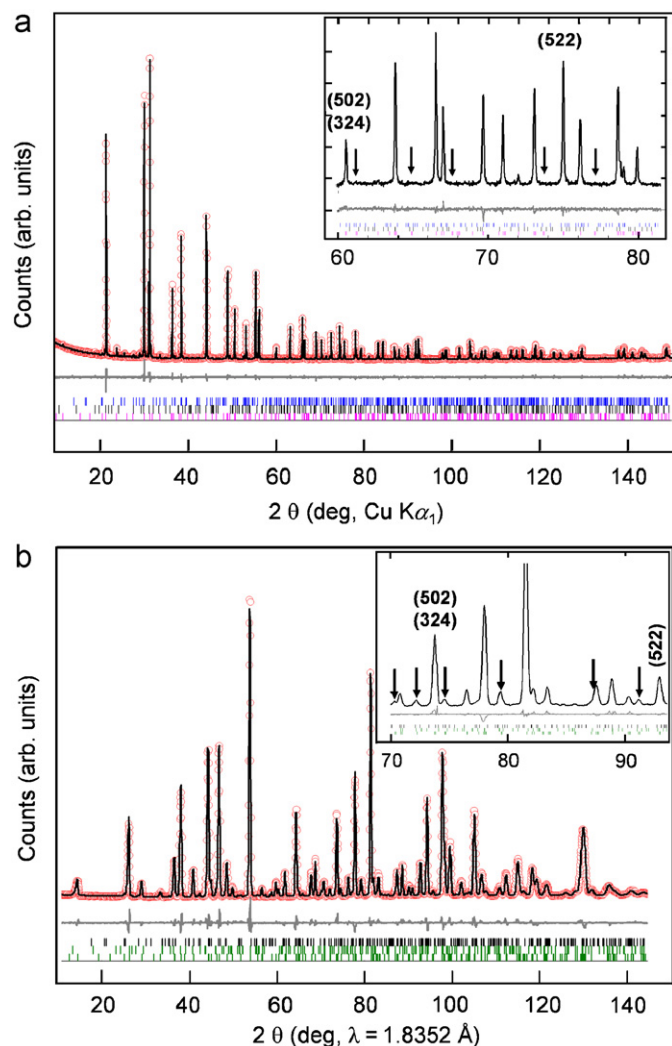 a
(502)
(324)
(522)
60 70 80
Counts (arb. units)
20 40 60 80 100 120 140
2 θ (deg, Cu Kα1)
b
(502)
(324)
(522)
70 80 90
Counts (arb. units)
20 40 60 80 100 120 140
2 θ (deg, λ = 1.8352 Å)